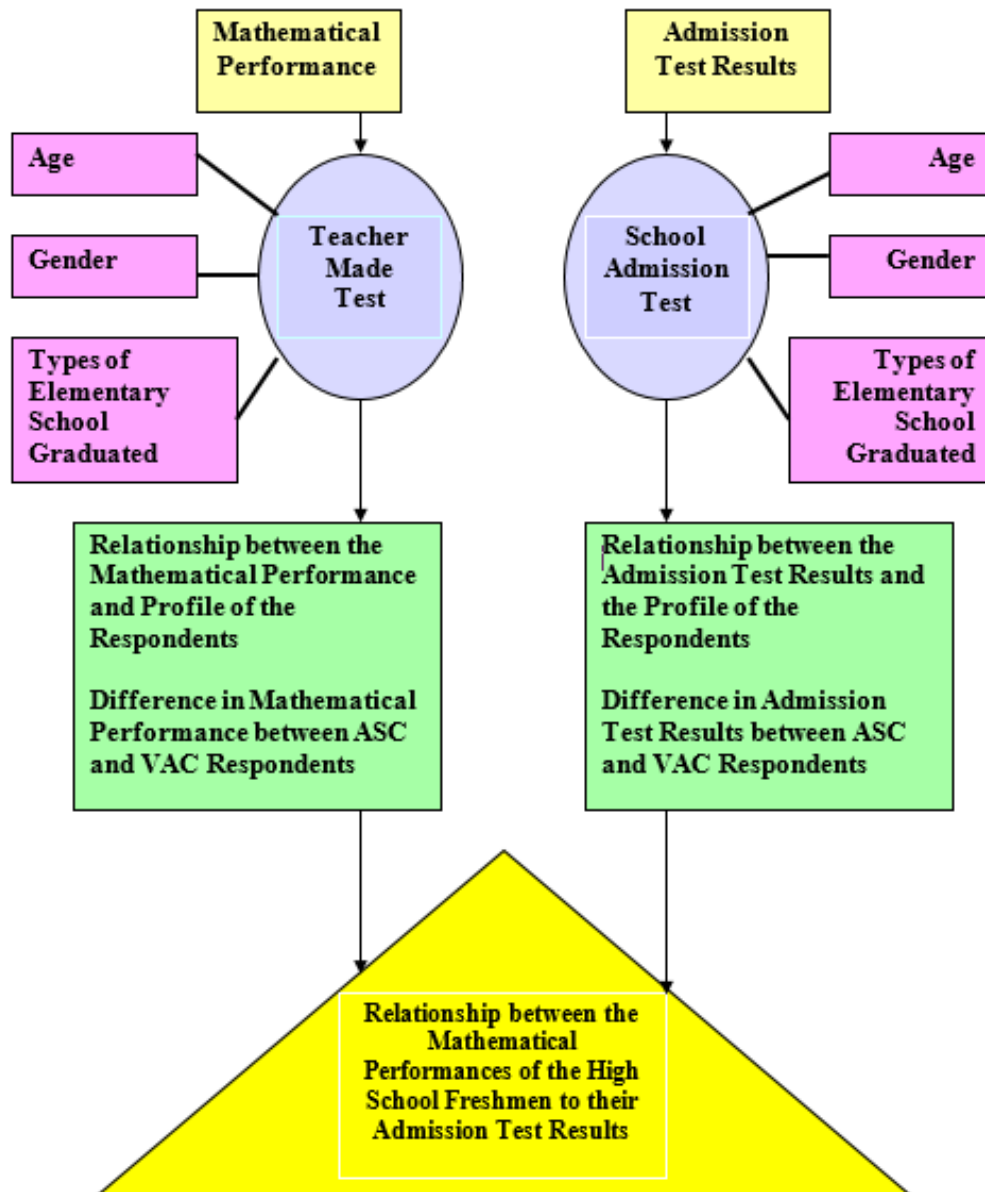 Mathematical
Performance
Admission
Test Results
Age
Gender
Types of
Elementary
School
Graduated
Teacher
Made
Test
School
Admission
Test
Age
Gender
Types of
Elementary
School
Graduated
Relationship between the
Mathematical Performance
and Profile of the
Respondents
Difference in Mathematical
Performance between ASC
and VAC Respondents
Relationship between the
Admission Test Results and
the Profile of the
Respondents
Difference in Admission
Test Results between ASC
and VAC Respondents
Relationship between the
Mathematical
Performances of the High
School Freshmen to their
Admission Test Results